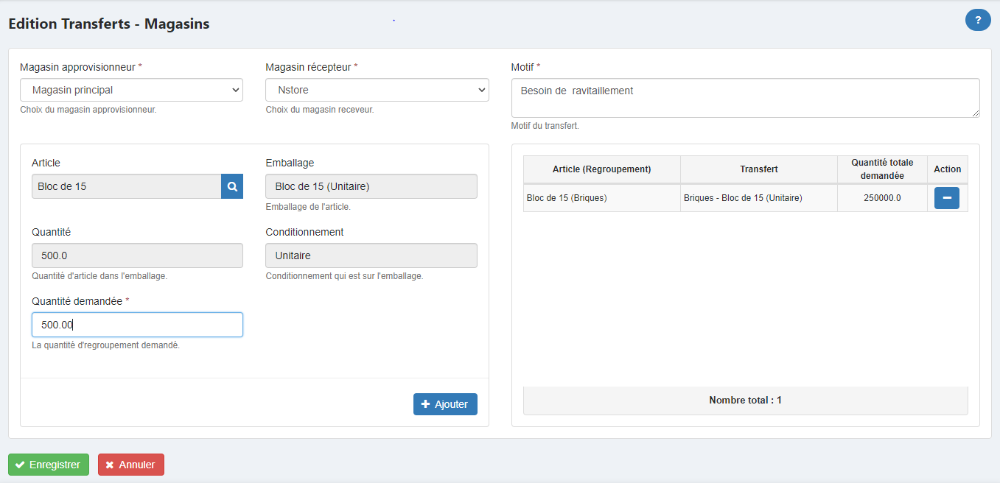 Edition Transferts - Magasins
?
Magasin approvisionneur *
Magasin principal
Choix du magasin approvisionneur.
Magasin récepteur *
Nstore
Choix du magasin receveur.
Motif *
Besoin de  ravitaillement
Motif du transfert.
Article
Bloc de 15
Emballage
Bloc de 15 (Unitaire)
Emballage de l'article.
Quantité
500.0
Quantité d'article dans l'emballage.
Conditionnement
Unitaire
Conditionnement qui est sur l'emballage.
Quantité demandée *
500.00
La quantité d'regroupement demandé.
Ajouter
Article (Regroupement)
Transfert
Quantité totale
demandée
Action
Bloc de 15 (Briques)
Briques - Bloc de 15 (Unitaire)
250000.0
Nombre total : 1
Enregistrer
Annuler